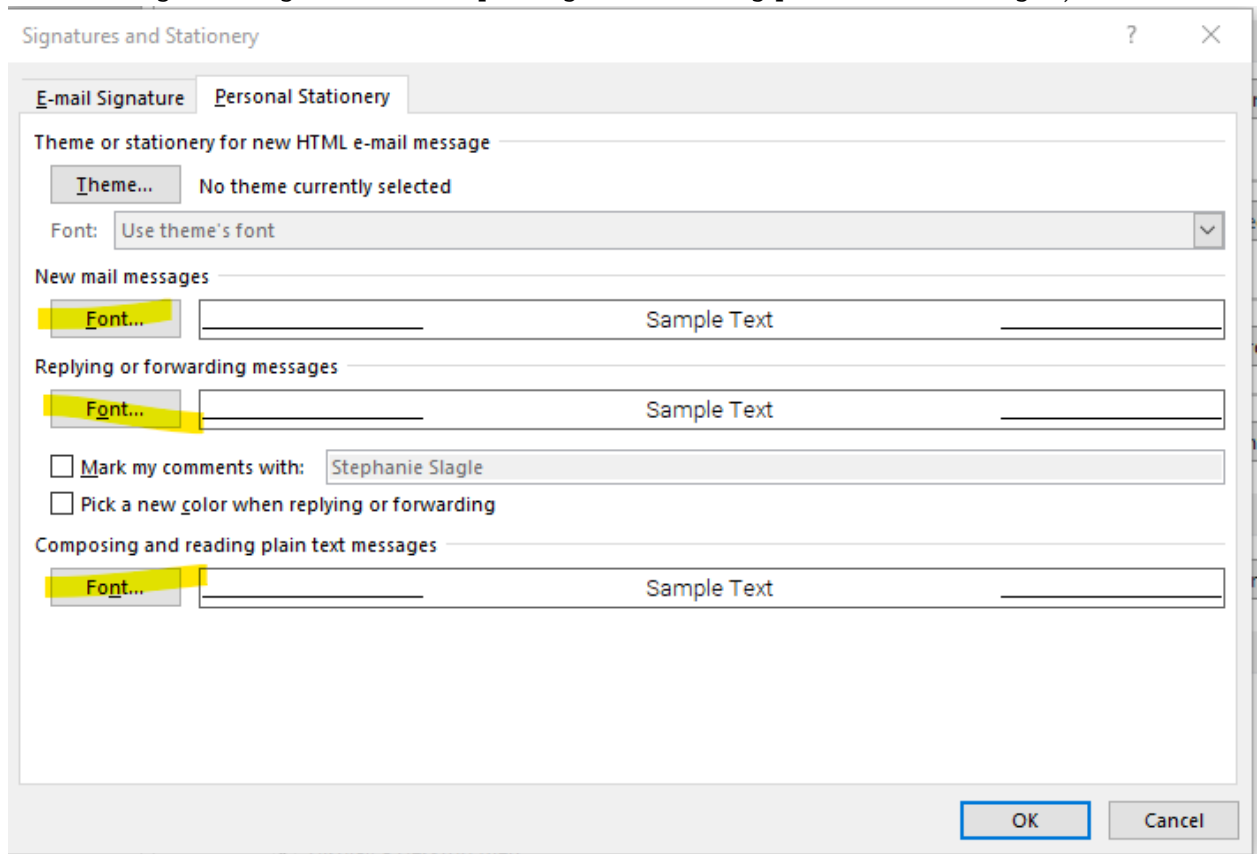 Signatures and Stationery ? ×
E-mail Signature Personal Stationery
Theme or stationery for new HTML e-mail message
Theme... No theme currently selected
Font: Use theme's font
New mail messages
Font... Sample Text
Replying or forwarding messages
Font... Sample Text
Mark my comments with: Stephanie Slagle
Pick a new color when replying or forwarding
Composing and reading plain text messages
Font... Sample Text
OK Cancel